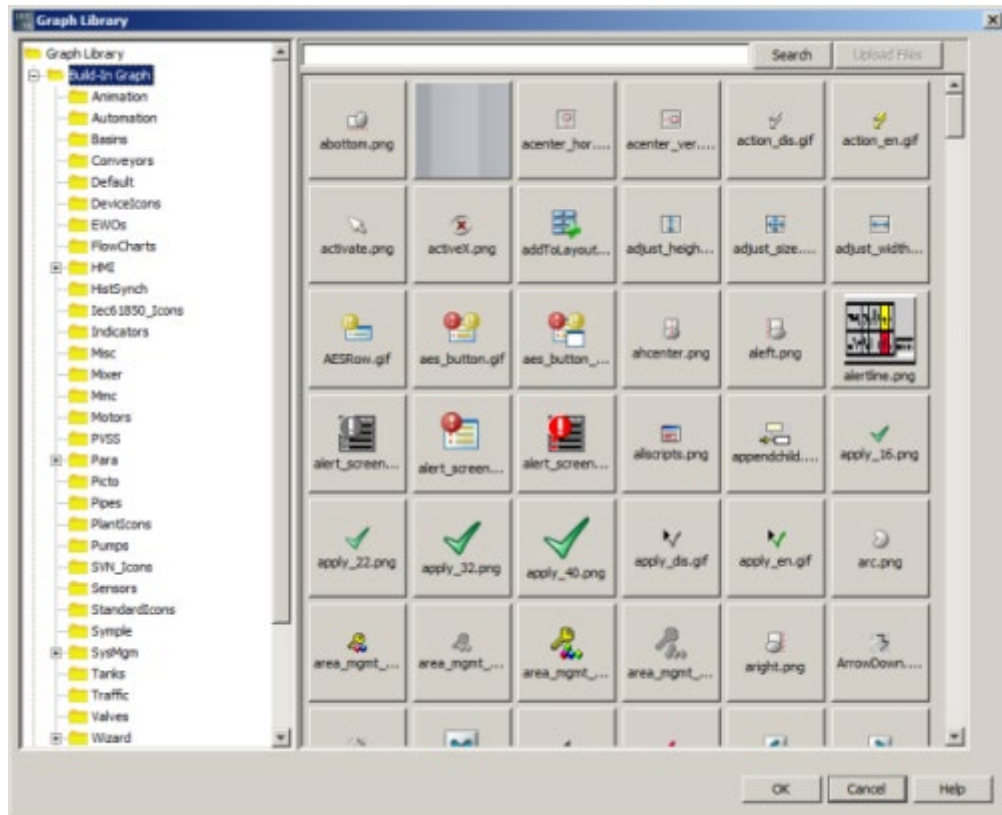 Graph Library
Graph Library
Build-In Graph
Animation
Automation
Basins
Conveyors
Default
DeviceIcons
EWOs
FlowCharts
HMI
HistSynch
Iec61850_Icons
Indicators
Misc
Mixer
Mmc
Motors
PVSS
Para
Picto
Pipes
PlantIcons
Pumps
SVN_Icons
Sensors
StandardIcons
Symple
SysMgm
Tanks
Traffic
Valves
Wizard
Search Upload Files
abottom.png acenter_hor.... acenter_ver.... action_dis.gif action_en.gif
activate.png activeX.png addToLayout... adjust_heigh... adjust_size.... adjust_width...
AESRow.gif aes_button.gif aes_button_... ahcenter.png aleft.png alertline.png
alert_screen... alert_screen... alert_screen... allscripts.png appendchild.... apply_16.png
apply_22.png apply_32.png apply_40.png apply_dis.gif apply_en.gif arc.png
area_mgmt_... area_mgmt_... area_mgmt_... area_mgmt_... aright.png ArrowDown....
OK Cancel Help